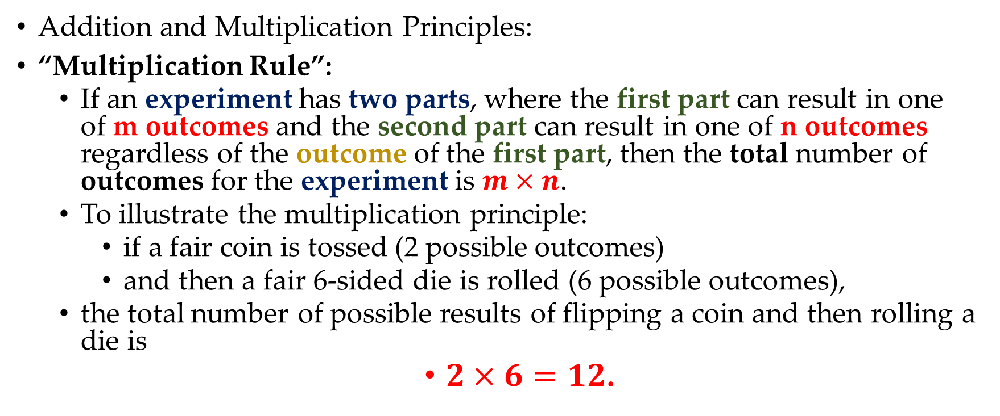 • Addition and Multiplication Principles:
• “Multiplication Rule”:
• If an experiment has two parts, where the first part can result in one
of m outcomes and the second part can result in one of n outcomes
regardless of the outcome of the first part, then the total number of
outcomes for the experiment is m × n.
• To illustrate the multiplication principle:
• if a fair coin is tossed (2 possible outcomes)
• and then a fair 6-sided die is rolled (6 possible outcomes),
• the total number of possible results of flipping a coin and then rolling a
die is
• 2 × 6 = 12.